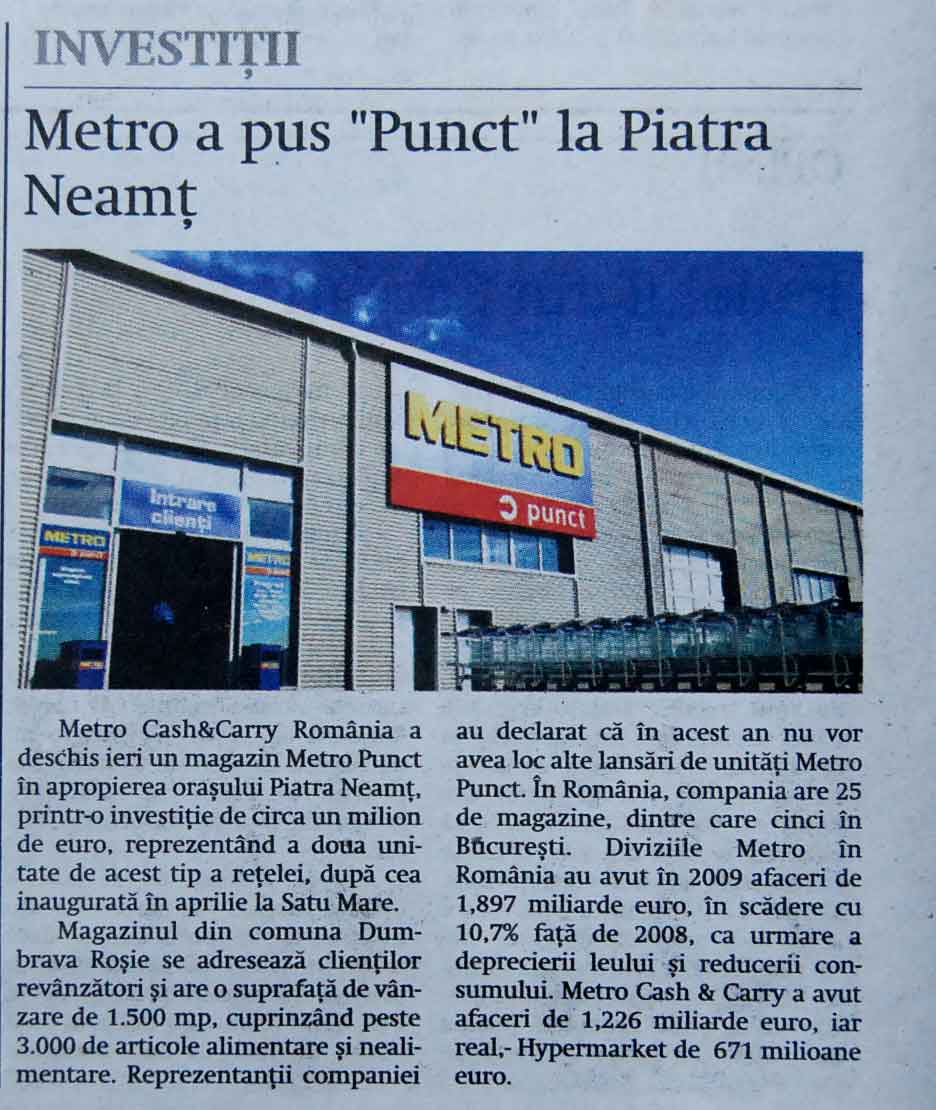 INVESTIȚII
Metro a pus "Punct" la Piatra
Neamț
METRO
punct
Intrare
clienți
METRO
punct
METRO
punct
METRO
METRO
Metro Cash&Carry România a
deschis ieri un magazin Metro Punct
în apropierea orașului Piatra Neamț,
printr-o investiție de circa un milion
de euro, reprezentând a doua uni-
tate de acest tip a rețelei, după cea
inaugurată în aprilie la Satu Mare.
Magazinul din comuna Dum-
brava Roșie se adresează clienților
revânzători și are o suprafață de vân-
zare de 1.500 mp, cuprinzând peste
3.000 de articole alimentare și neali-
mentare. Reprezentanții companiei
au declarat că în acest an nu vor
avea loc alte lansări de unități Metro
Punct. În România, compania are 25
de magazine, dintre care cinci în
București. Diviziile Metro în
România au avut în 2009 afaceri de
1,897 miliarde euro, în scădere cu
10,7% față de 2008, ca urmare a
deprecierii leului și reducerii con-
sumului. Metro Cash & Carry a avut
afaceri de 1,226 miliarde euro, iar
real,- Hypermarket de 671 milioane
euro.